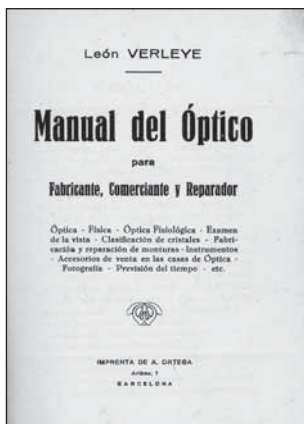 León VERLEYE
Manual del Óptico
para
Fabricante, Comerciante y Reparador
Óptica - Física - Óptica Fisiológica - Examen
de la vista - Clasificación de cristales - Fabri-
cación y reparación de monturas - Instrumentos
- Accesorios de venta en las casas de Óptica -
Fotografía - Previsión del tiempo - etc.
IMPRENTA DE A. ORTEGA
Aribau, 7
BARCELONA